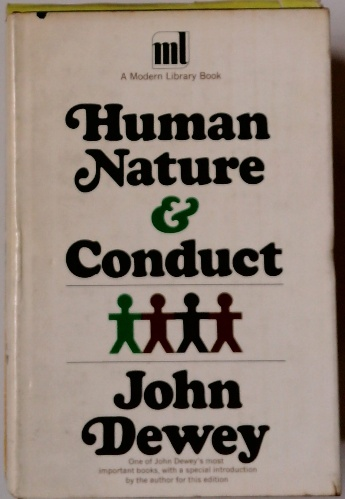 ml
A Modern Library Book
Human
Nature
&
Conduct
John
Dewey
One of John Dewey's most
important books, with a special introduction
by the author for this edition